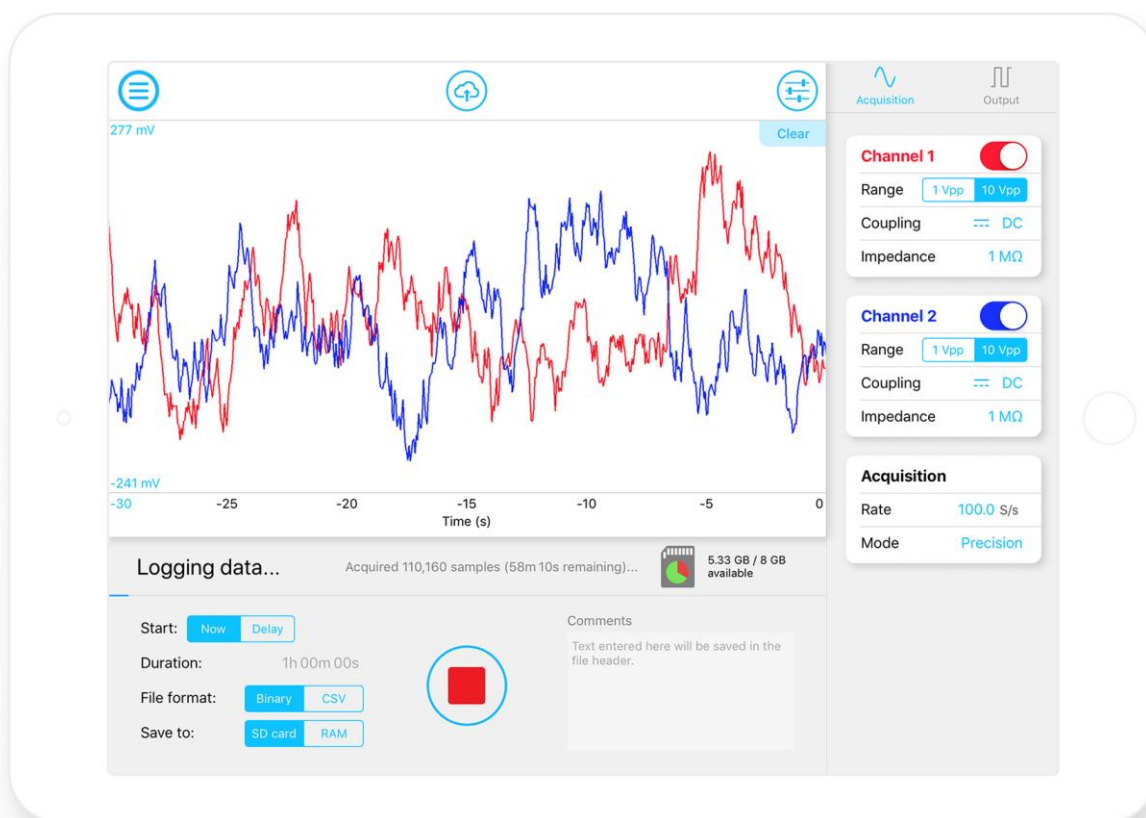 Acquisition Output
277 mV
Clear
-241 mV
-30 -25 -20 -15 -10 -5 0
Time (s)
Channel 1
Range 1 Vpp 10 Vpp
Coupling DC
Impedance 1 MΩ
Channel 2
Range 1 Vpp 10 Vpp
Coupling DC
Impedance 1 MΩ
Acquisition
Rate 100.0 S/s
Mode Precision
Logging data...
Acquired 110,160 samples (58m 10s remaining)...
5.33 GB / 8 GB
available
Start: Now Delay
Duration: 1h 00m 00s
File format: Binary CSV
Save to: SD card RAM
Comments
Text entered here will be saved in the
file header.